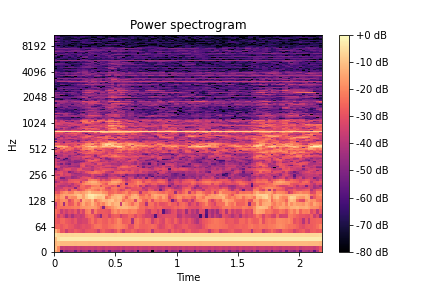 Power spectrogram
8192
4096
2048
1024
512
256
128
64
0
Hz
0
0.5
1
1.5
2
Time
+0 dB
-10 dB
-20 dB
-30 dB
-40 dB
-50 dB
-60 dB
-70 dB
-80 dB